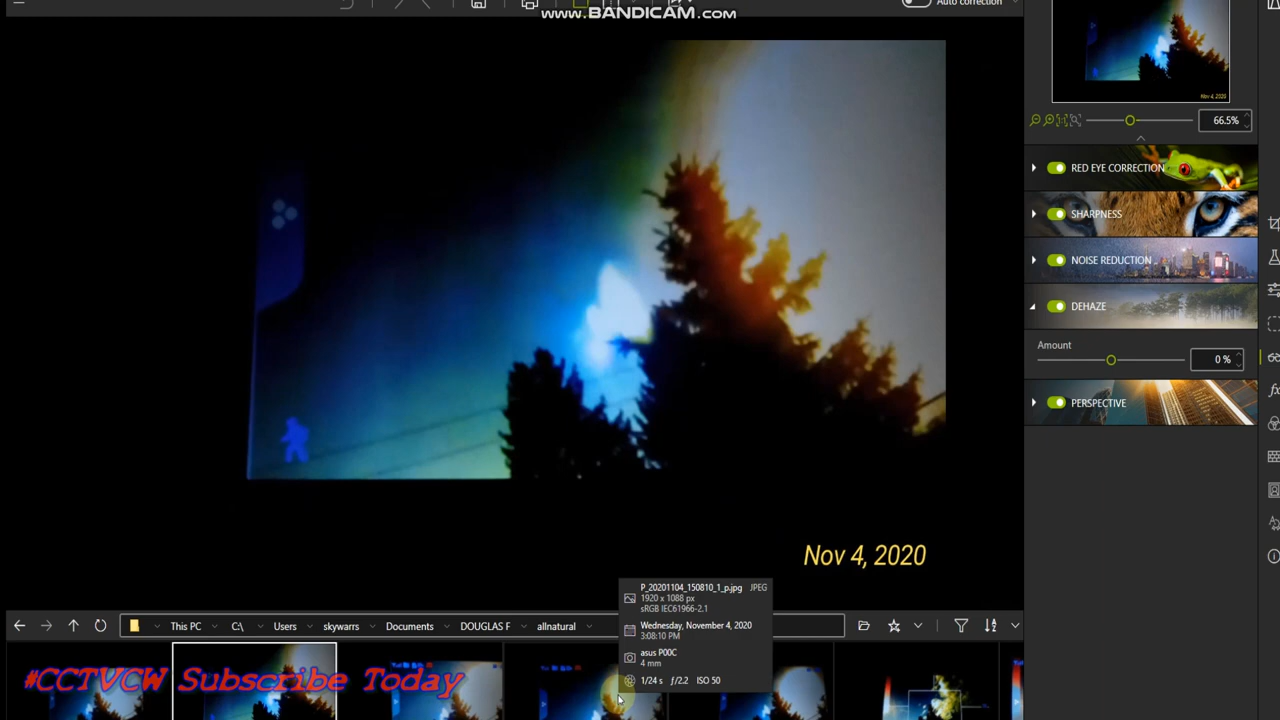 Auto correction
www.BANDICAM.com
66.5%
RED EYE CORRECTION
SHARPNESS
NOISE REDUCTION
DEHAZE
Amount
0 %
PERSPECTIVE
Nov 4, 2020
Nov 4, 2020
P_20201104_150810_1_p.jpg JPEG
1920 x 1088 px
sRGB IEC61966-2.1
Wednesday, November 4, 2020
3:08:10 PM
asus P00C
4 mm
1/24 s ƒ/2.2 ISO 50
This PC C:\ Users skywarrs Documents DOUGLAS F allnatural
#CCTVCW Subscribe Today